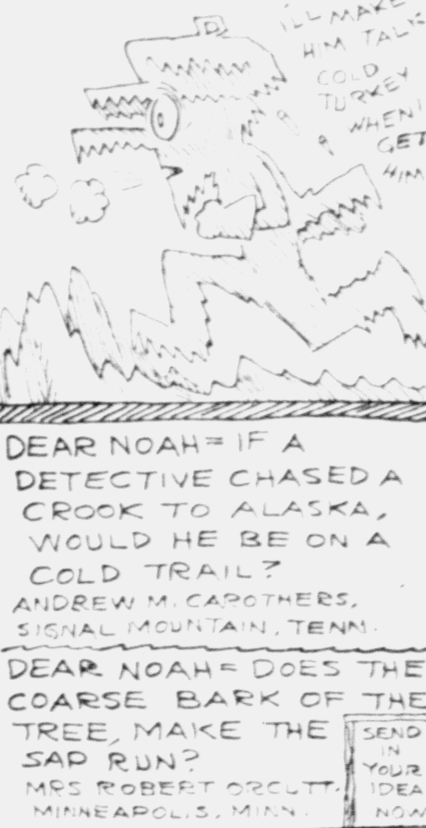 I'LL MAKE
HIM TALK
COLD
TURKEY
WHEN I
GET
HIM
DEAR NOAH = IF A
DETECTIVE CHASED A
CROOK TO ALASKA,
WOULD HE BE ON A
COLD TRAIL?
ANDREW M. CAROTHERS,
SIGNAL MOUNTAIN, TENN.
DEAR NOAH = DOES THE
COARSE BARK OF THE
TREE, MAKE THE
SAP RUN?
MRS ROBERT ORCUTT.
MINNEAPOLIS, MINN.
SEND
IN
YOUR
IDEA
NOW